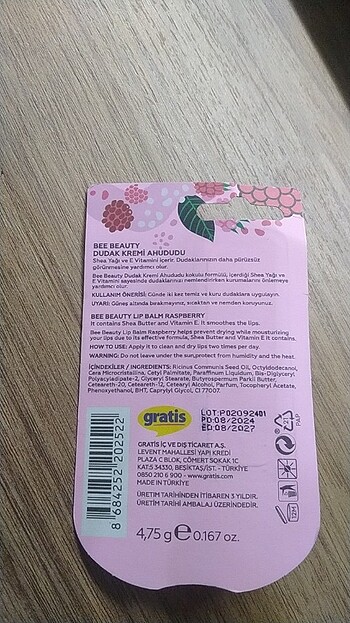 BEE BEAUTY
DUDAK KREMİ AHUDUDU
Shea Yağı ve E Vitamini içerir. Dudaklarınızın daha pürüzsüz
görünmesine yardımcı olur.
Bee Beauty Dudak Kremi Ahududu kokulu formülü, içerdiği Shea Yağı ve
E Vitamini sayesinde dudaklarınızı nemlendirirken kurumalarını önlemeye
yardımcı olur.
KULLANIM ÖNERİSİ: Günde iki kez temiz ve kuru dudaklara uygulayın.
UYARI: Güneş altında bırakmayınız, sıcaktan ve nemden koruyunuz.
BEE BEAUTY LIP BALM RASPBERRY
It contains Shea Butter and Vitamin E. It smoothes the lips.
Bee Beauty Lip Balm Raspberry helps prevent drying while mousturizing
your lips due to its effective formula, Shea Butter and Vitamin E it contains.
HOW TO USE: Apply it to clean and dry lips two times per day.
WARNING: Do not leave under the sun,protect from humidity and the heat.
İÇİNDEKİLER / INGREDIENTS: Ricinus Communis Seed Oil, Octyldodecanol,
Cera Microcristallina, Cetyl Palmitate, Paraffinum Liquidum, Bis-Diglyceryl
Polyacyladipate-2, Glyceryl Stearate, Butyrospermum Parkii Butter,
Ceteareth-20, Ceteareth-12, Cetearyl Alcohol, Parfum, Tocopheryl Acetate,
Phenoxyethanol, BHT, Caprylyl Glycol, CI 77007.
gratis
LOT:P02092401
PD:08/2024
ED:08/2027
21
PAP
GRATİS İÇ VE DIŞ TİCARET A.Ş.
LEVENT MAHALLESİ YAPI KREDİ
PLAZA C BLOK, CÖMERT SOKAK 1C
KAT:5 34330, BEŞİKTAŞ/İST. - TÜRKİYE
0850 210 6 900 - www.gratis.com
MADE IN TÜRKİYE
ÜRETİM TARİHİNDEN İTİBAREN 3 YILDIR.
ÜRETİM TARİHİ AMBALAJ ÜZERİNDEDİR.
12M
8 684252 202522
4,75 g e 0.167 oz.